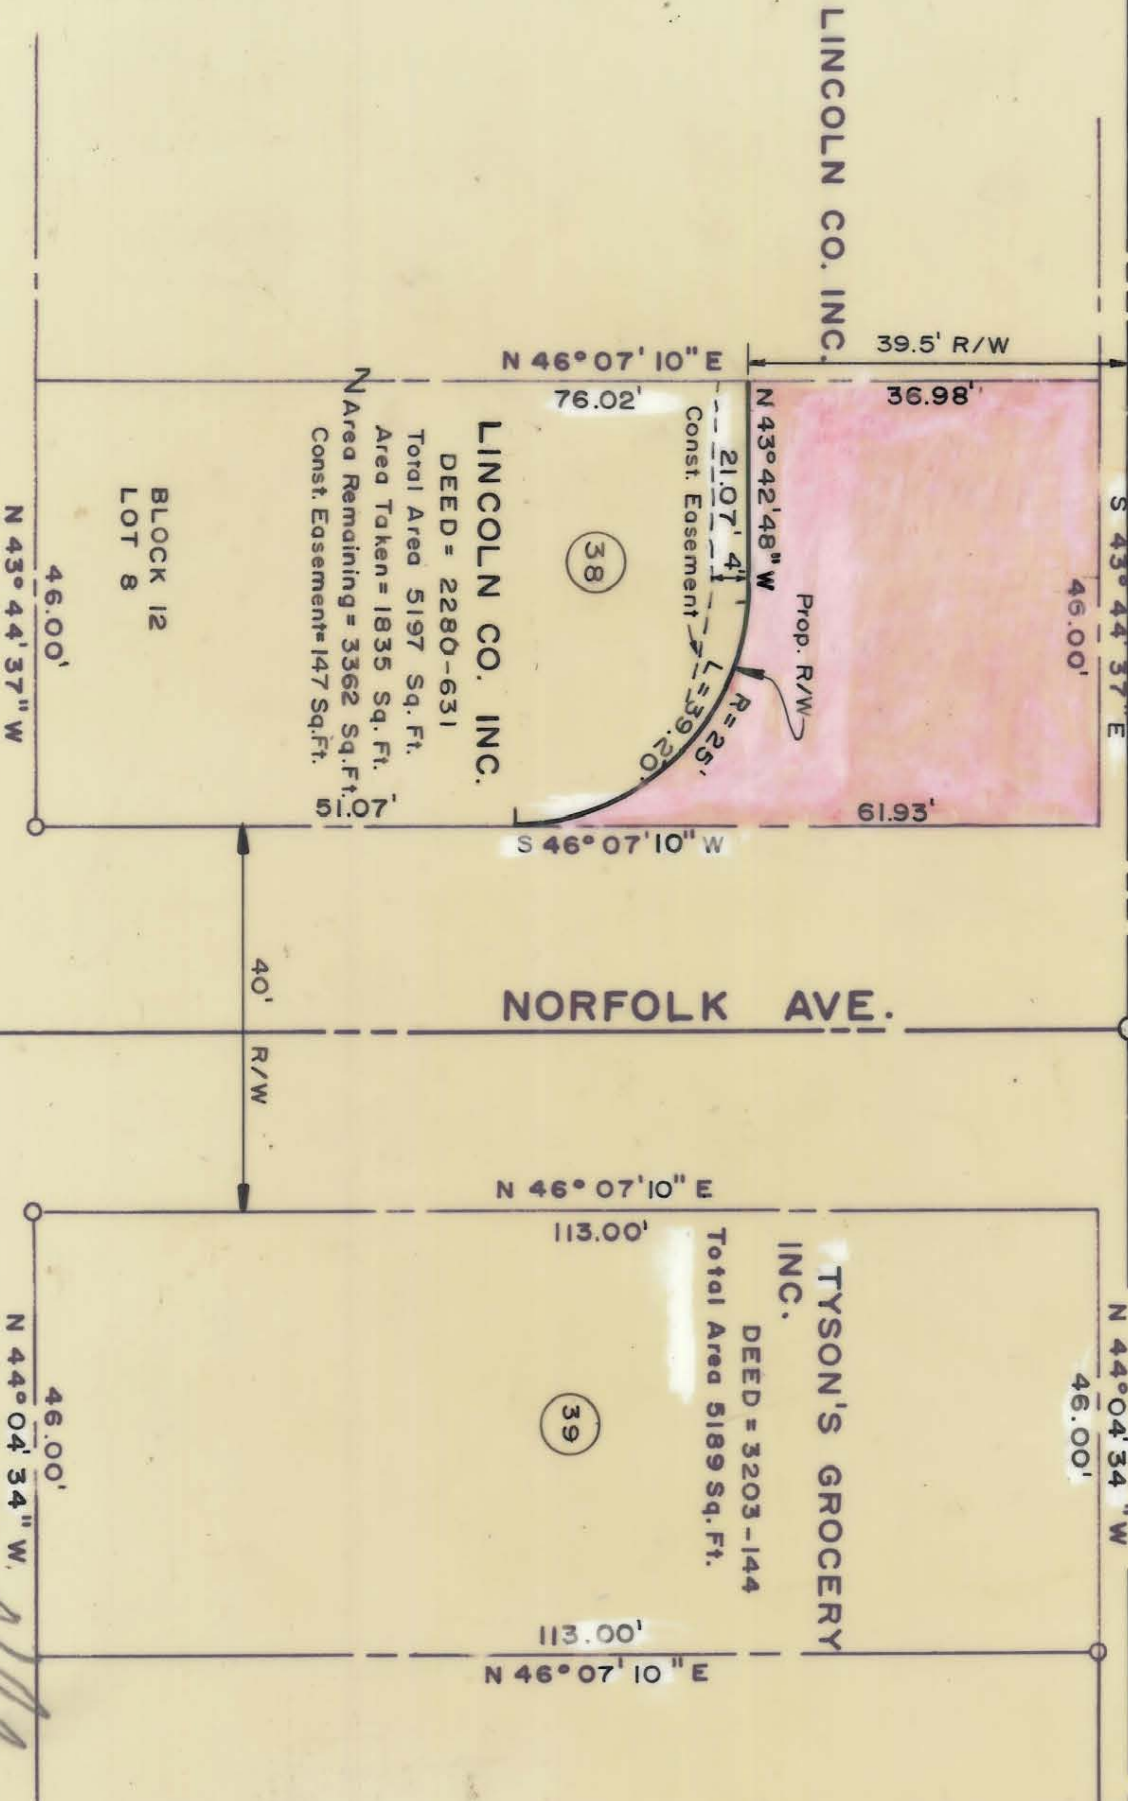 LINCOLN CO. INC.
39.5' R/W
N 46° 07' 10" E
36.98'
76.02'
S 43° 44' 37" E
46.00'
N 43° 42' 48" W
21.07'
4'
Const. Easement
Prop. R/W
R = 25'
L = 39.20'
38
LINCOLN CO. INC.
DEED = 2280-631
Total Area 5197 Sq. Ft.
Area Taken = 1835 Sq. Ft.
Area Remaining = 3362 Sq. Ft.
Const. Easement = 147 Sq. Ft.
BLOCK 12
LOT 8
46.00'
N 43° 44' 37" W
51.07'
61.93'
S 46° 07' 10" W
40' R/W
NORFOLK AVE.
N 46° 07' 10" E
113.00'
TYSON'S GROCERY
INC.
DEED = 3203-144
Total Area 5189 Sq. Ft.
39
N 44° 04' 34" W
46.00'
46.00'
N 44° 04' 34" W
113.00'
N 46° 07' 10" E